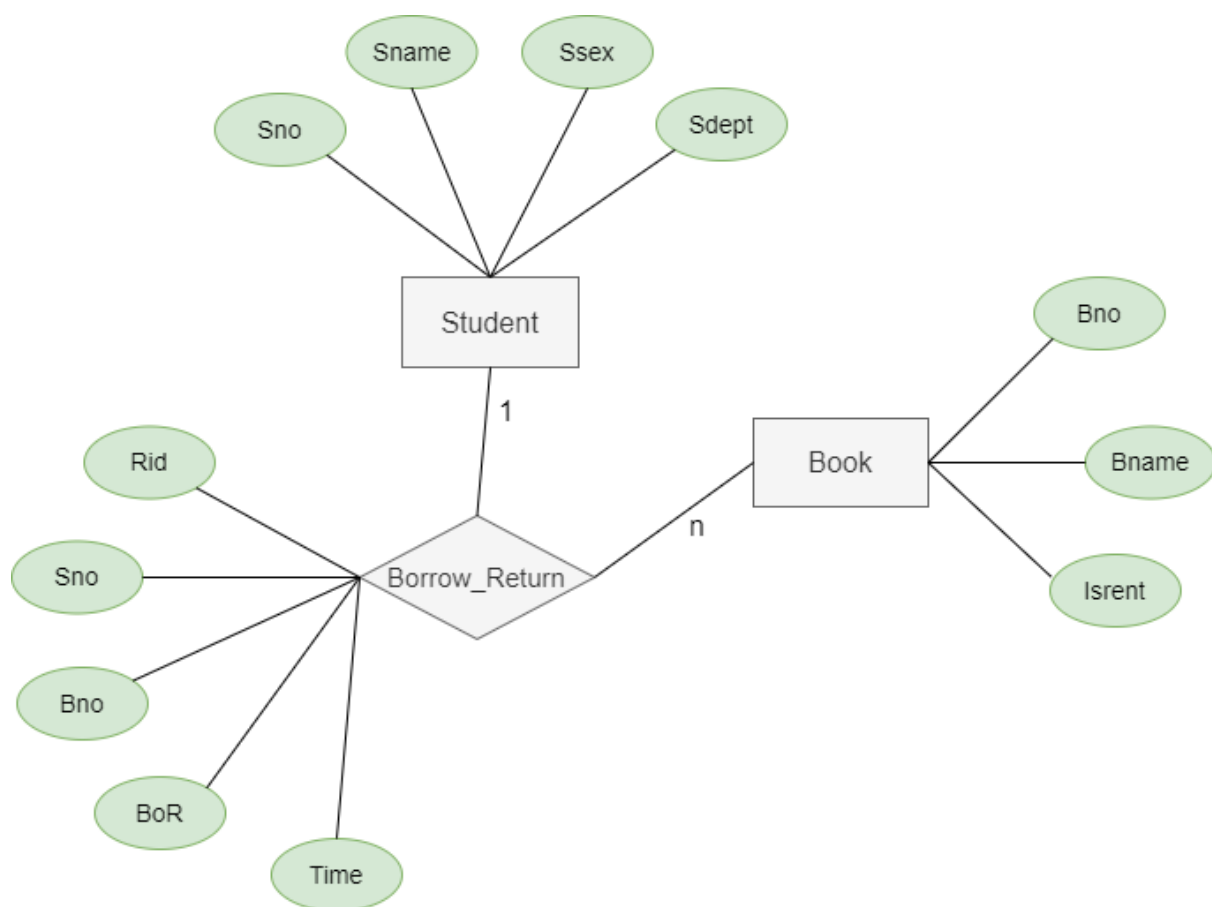 Sname
Ssex
Sno
Sdept
Student
Bno
1
Book
Bname
Rid
n
Sno
Borrow_Return
Isrent
Bno
BoR
Time